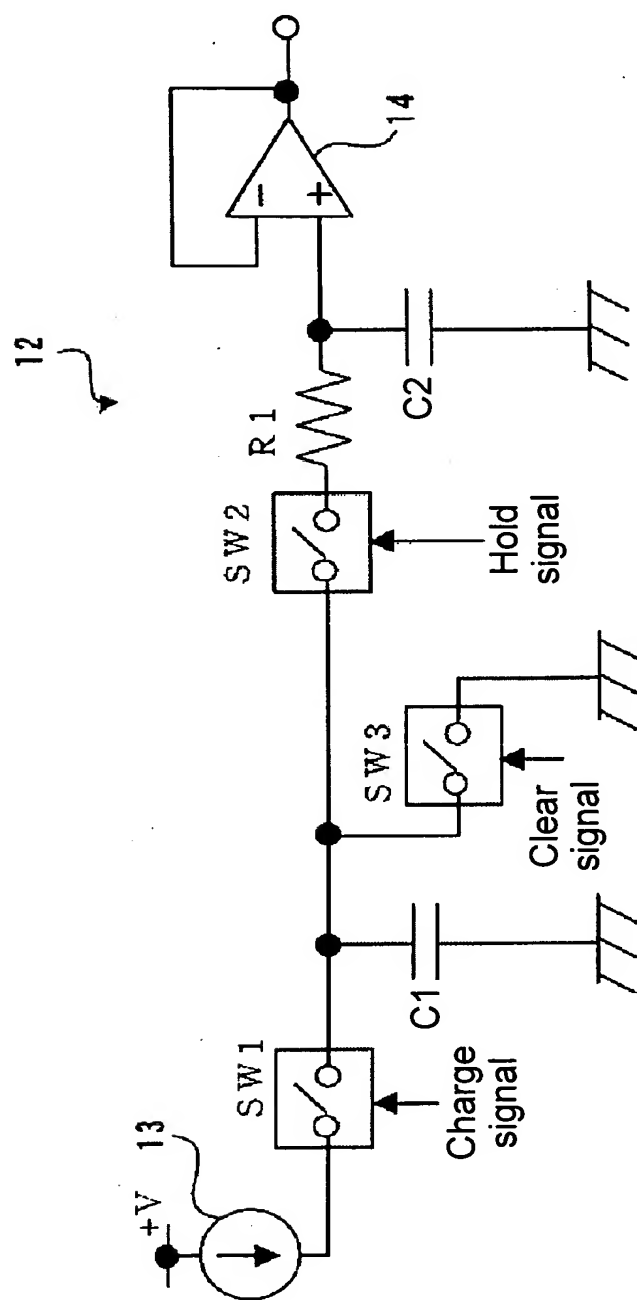 12
+V
13
SW1
Charge
signal
C1
SW3
Clear
signal
SW2
Hold
signal
R1
C2
-
+
14